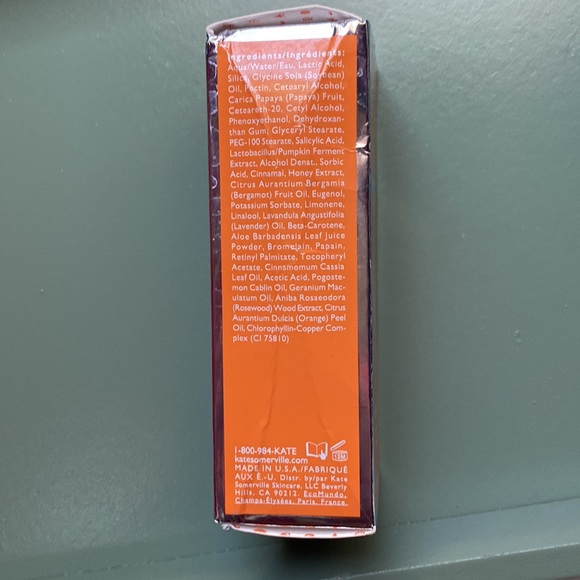 Ingredients/Ingrédients:
Aqua/Water/Eau, Lactic Acid,
Silica, Glycine Soja (Soybean)
Oil, Pectin, Cetearyl Alcohol,
Carica Papaya (Papaya) Fruit,
Ceteareth-20, Cetyl Alcohol,
Phenoxyethanol, Dehydroxan-
than Gum, Glyceryl Stearate,
PEG-100 Stearate, Salicylic Acid,
Lactobacillus/Pumpkin Ferment
Extract, Alcohol Denat., Sorbic
Acid, Cinnamal, Honey Extract,
Citrus Aurantium Bergamia
(Bergamot) Fruit Oil, Eugenol,
Potassium Sorbate, Limonene,
Linalool, Lavandula Angustifolia
(Lavender) Oil, Beta-Carotene,
Aloe Barbadensis Leaf Juice
Powder, Bromelain, Papain,
Retinyl Palmitate, Tocopheryl
Acetate, Cinnamomum Cassia
Leaf Oil, Acetic Acid, Pogoste-
mon Cablin Oil, Geranium Mac-
ulatum Oil, Aniba Rosaeodora
(Rosewood) Wood Extract, Citrus
Aurantium Dulcis (Orange) Peel
Oil, Chlorophyllin-Copper Com-
plex (CI 75810)
1-800-984-KATE
katesomerville.com
12M
MADE IN U.S.A./FABRIQUÉ
AUX É.-U. Distr. by/par Kate
Somerville Skincare, LLC Beverly
Hills, CA 90212. EcoMundo,
Champs-Élysées, Paris, France.